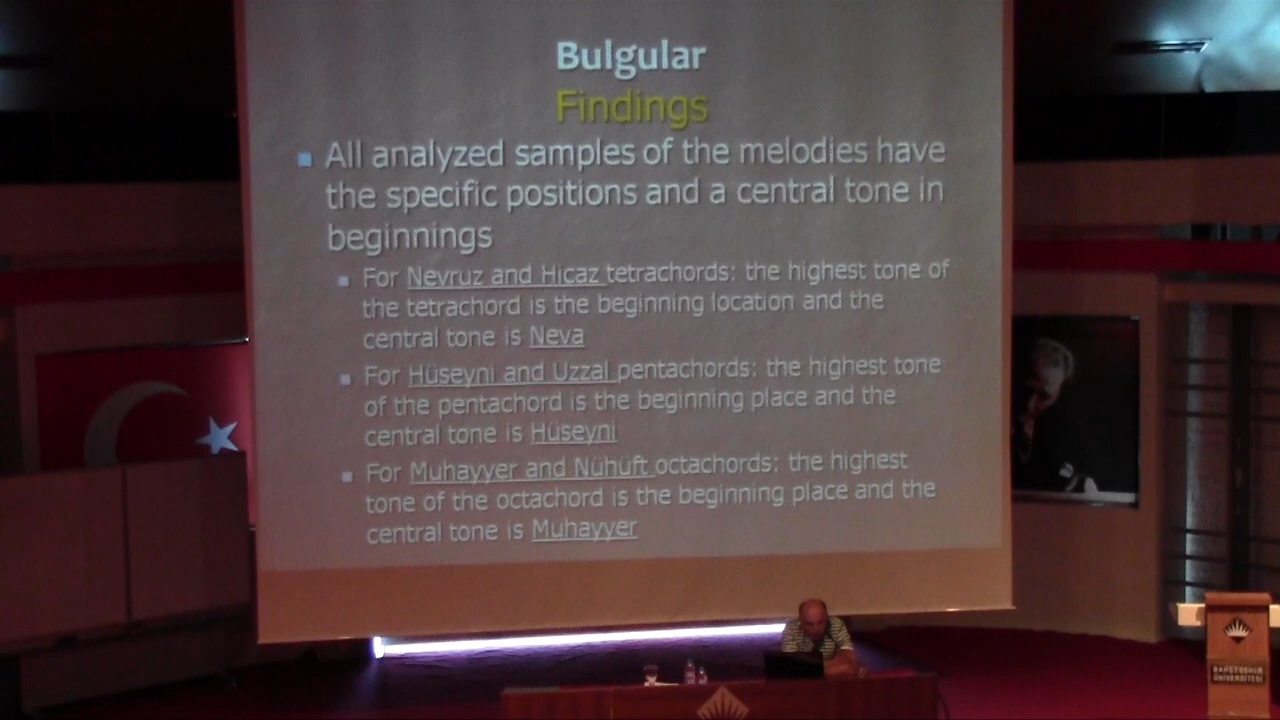 Bulgular
Findings
All analyzed samples of the melodies have
the specific positions and a central tone in
beginnings
For Nevruz and Hicaz tetrachords: the highest tone of
the tetrachord is the beginning location and the
central tone is Neva
For Hüseyni and Uzzal pentachords: the highest tone
of the pentachord is the beginning place and the
central tone is Hüseyni
For Muhayyer and Nühüft octachords: the highest
tone of the octachord is the beginning place and the
central tone is Muhayyer
BAHÇEŞEHİR
ÜNİVERSİTESİ